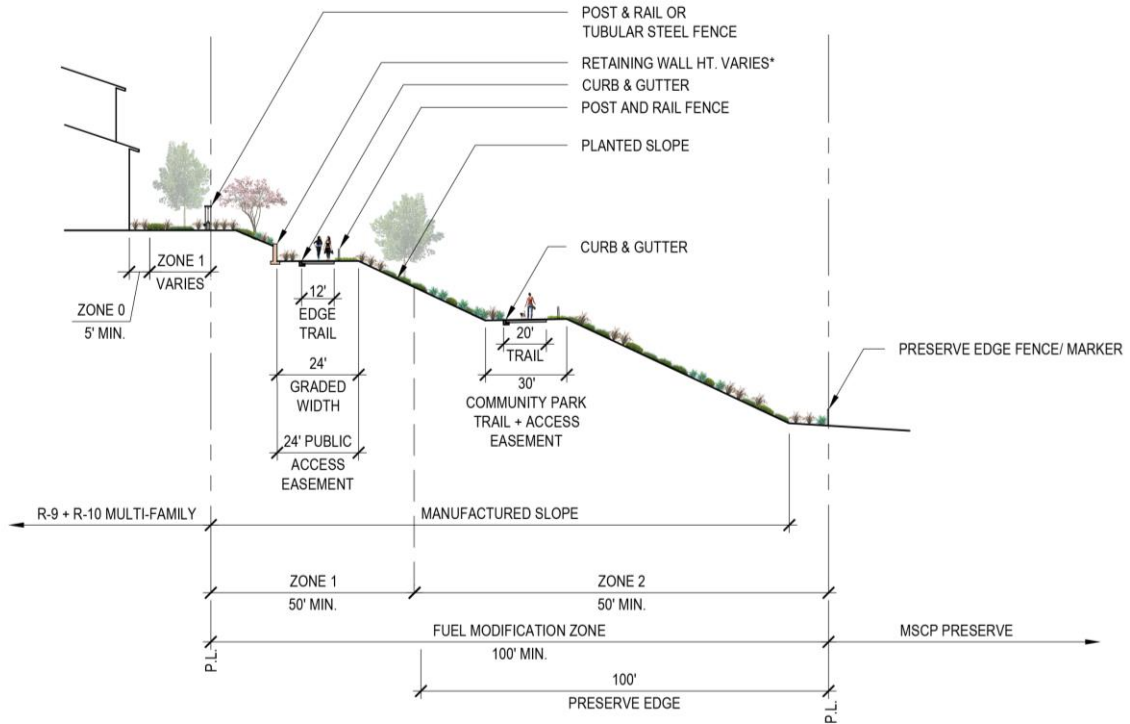 POST & RAIL OR
TUBULAR STEEL FENCE
RETAINING WALL HT. VARIES*
CURB & GUTTER
POST AND RAIL FENCE
PLANTED SLOPE
CURB & GUTTER
PRESERVE EDGE FENCE/ MARKER
ZONE 1
VARIES
ZONE 0
5' MIN.
12'
EDGE
TRAIL
24'
GRADED
WIDTH
24' PUBLIC
ACCESS
EASEMENT
20'
TRAIL
30'
COMMUNITY PARK
TRAIL + ACCESS
EASEMENT
R-9 + R-10 MULTI-FAMILY
MANUFACTURED SLOPE
ZONE 1
50' MIN.
ZONE 2
50' MIN.
FUEL MODIFICATION ZONE
100' MIN.
MSCP PRESERVE
P.L.
100'
PRESERVE EDGE
P.L.